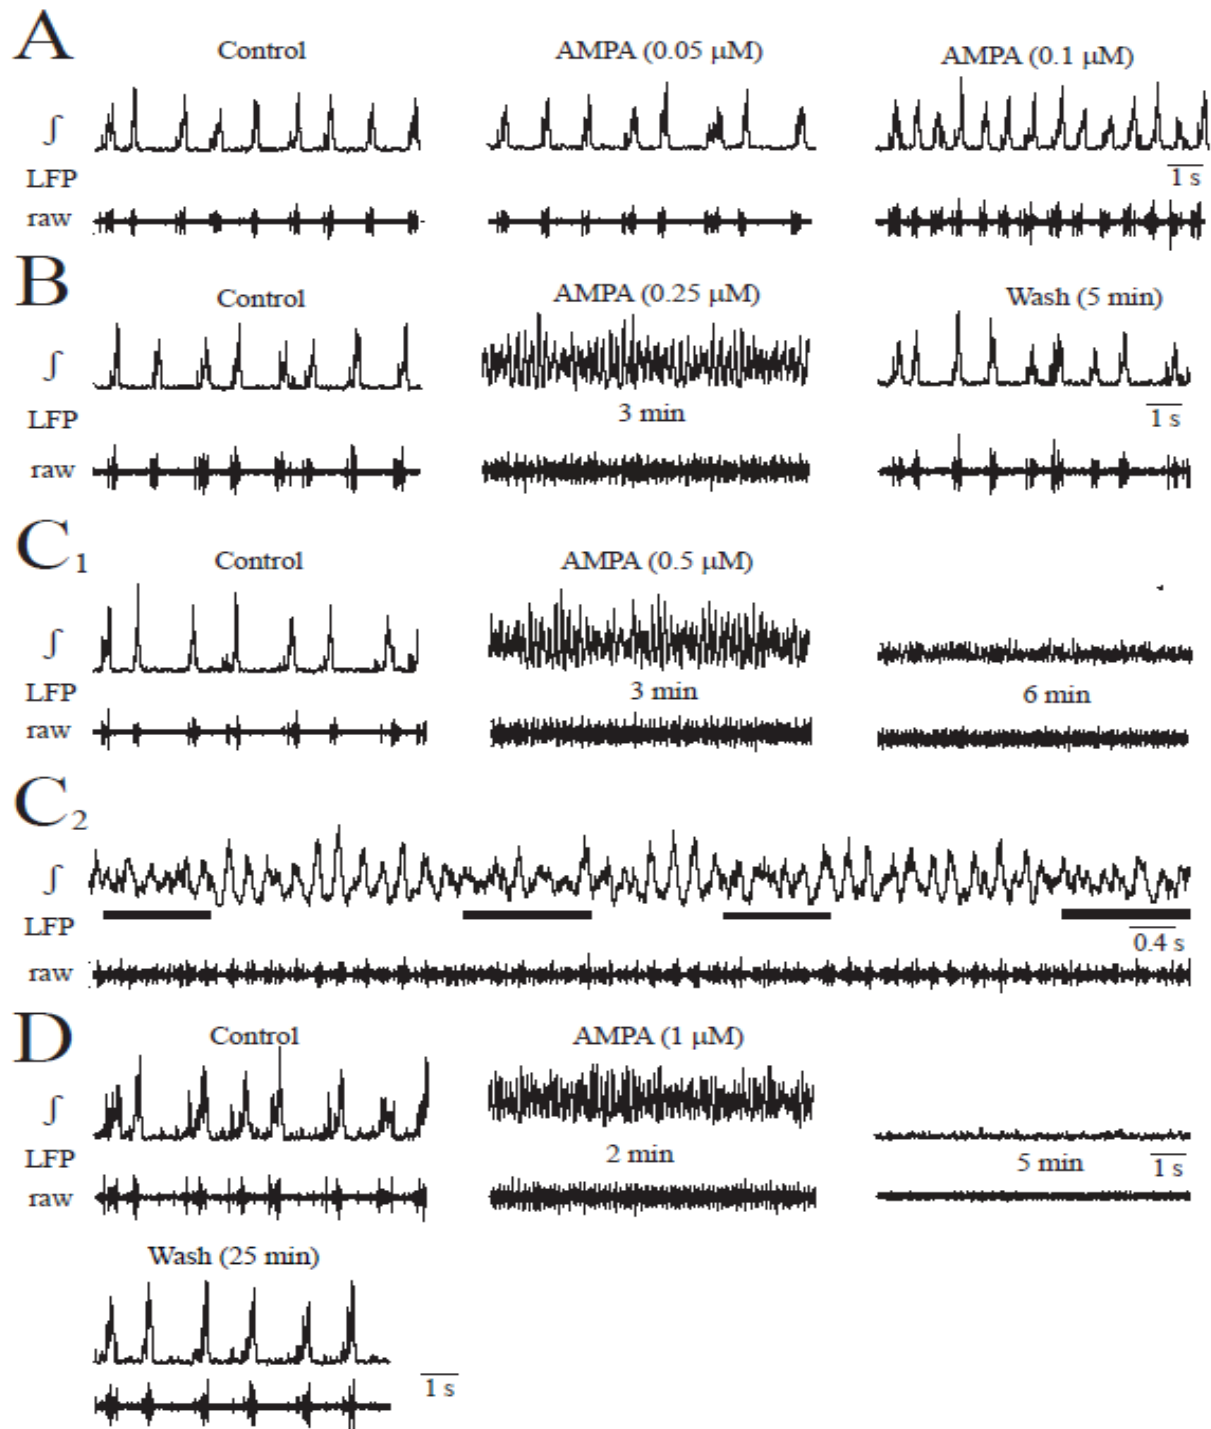 A
Control AMPA (0.05 µM) AMPA (0.1 µM)
∫
LFP
1 s
raw
B
Control AMPA (0.25 µM) Wash (5 min)
∫
LFP 3 min 1 s
raw
C1
Control AMPA (0.5 µM)
∫
LFP 3 min 6 min
raw
C2
∫
LFP
0.4 s
raw
D
Control AMPA (1 µM)
∫
LFP 2 min 5 min 1 s
raw
Wash (25 min)
1 s